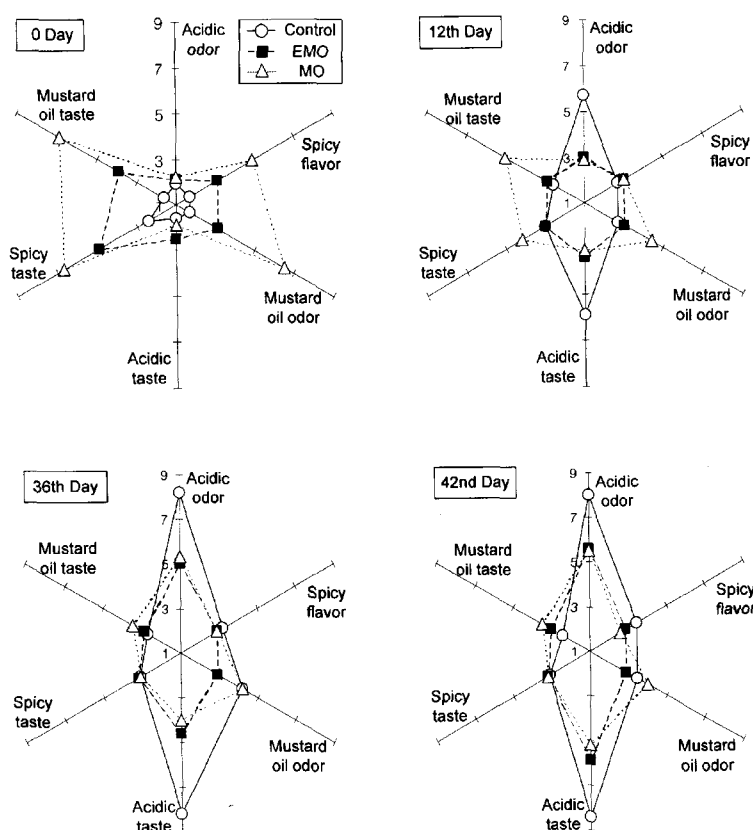 0 Day
9
7
5
3
1
Acidic
odor
Control
EMO
MO
Mustard
oil taste
Spicy
flavor
Spicy
taste
Mustard
oil odor
Acidic
taste
12th Day
9
7
5
3
1
Acidic
odor
Mustard
oil taste
Spicy
flavor
Spicy
taste
Mustard
oil odor
Acidic
taste
36th Day
9
7
5
3
1
Acidic
odor
Mustard
oil taste
Spicy
flavor
Spicy
taste
Mustard
oil odor
Acidic
taste
42nd Day
9
7
5
3
1
Acidic
odor
Mustard
oil taste
Spicy
flavor
Spicy
taste
Mustard
oil odor
Acidic
taste